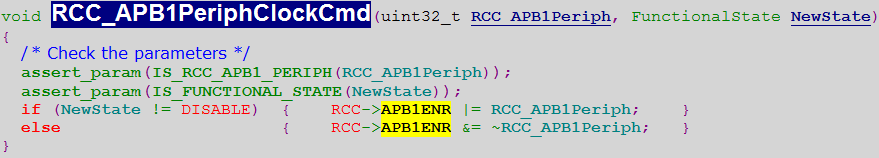 void RCC_APB1PeriphClockCmd(uint32_t RCC_APB1Periph, FunctionalState NewState)
{
/* Check the parameters */
assert_param(IS_RCC_APB1_PERIPH(RCC_APB1Periph));
assert_param(IS_FUNCTIONAL_STATE(NewState));
if (NewState != DISABLE) { RCC->APB1ENR |= RCC_APB1Periph; }
else { RCC->APB1ENR &= ~RCC_APB1Periph; }
}